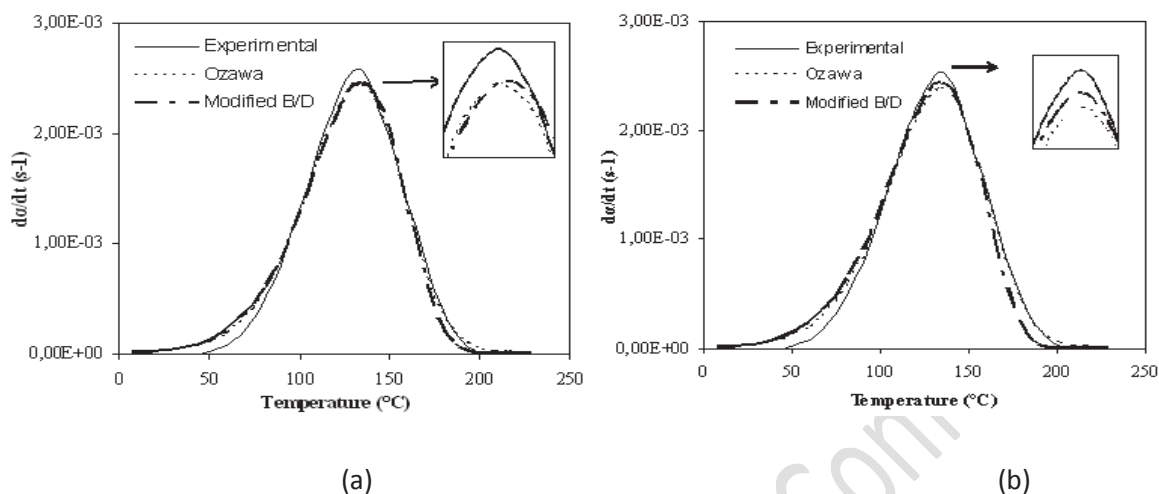 3,00E-03
2,00E-03
1,00E-03
0,00E+00
dα/dt (s-1)
Experimental
Ozawa
Modified B/D
0
50
100
150
200
250
Temperature (°C)
(a)
3,00E-03
2,00E-03
1,00E-03
0,00E+00
dα/dt (s-1)
Experimental
Ozawa
Modified B/D
0
50
100
150
200
250
Temperature (°C)
(b)